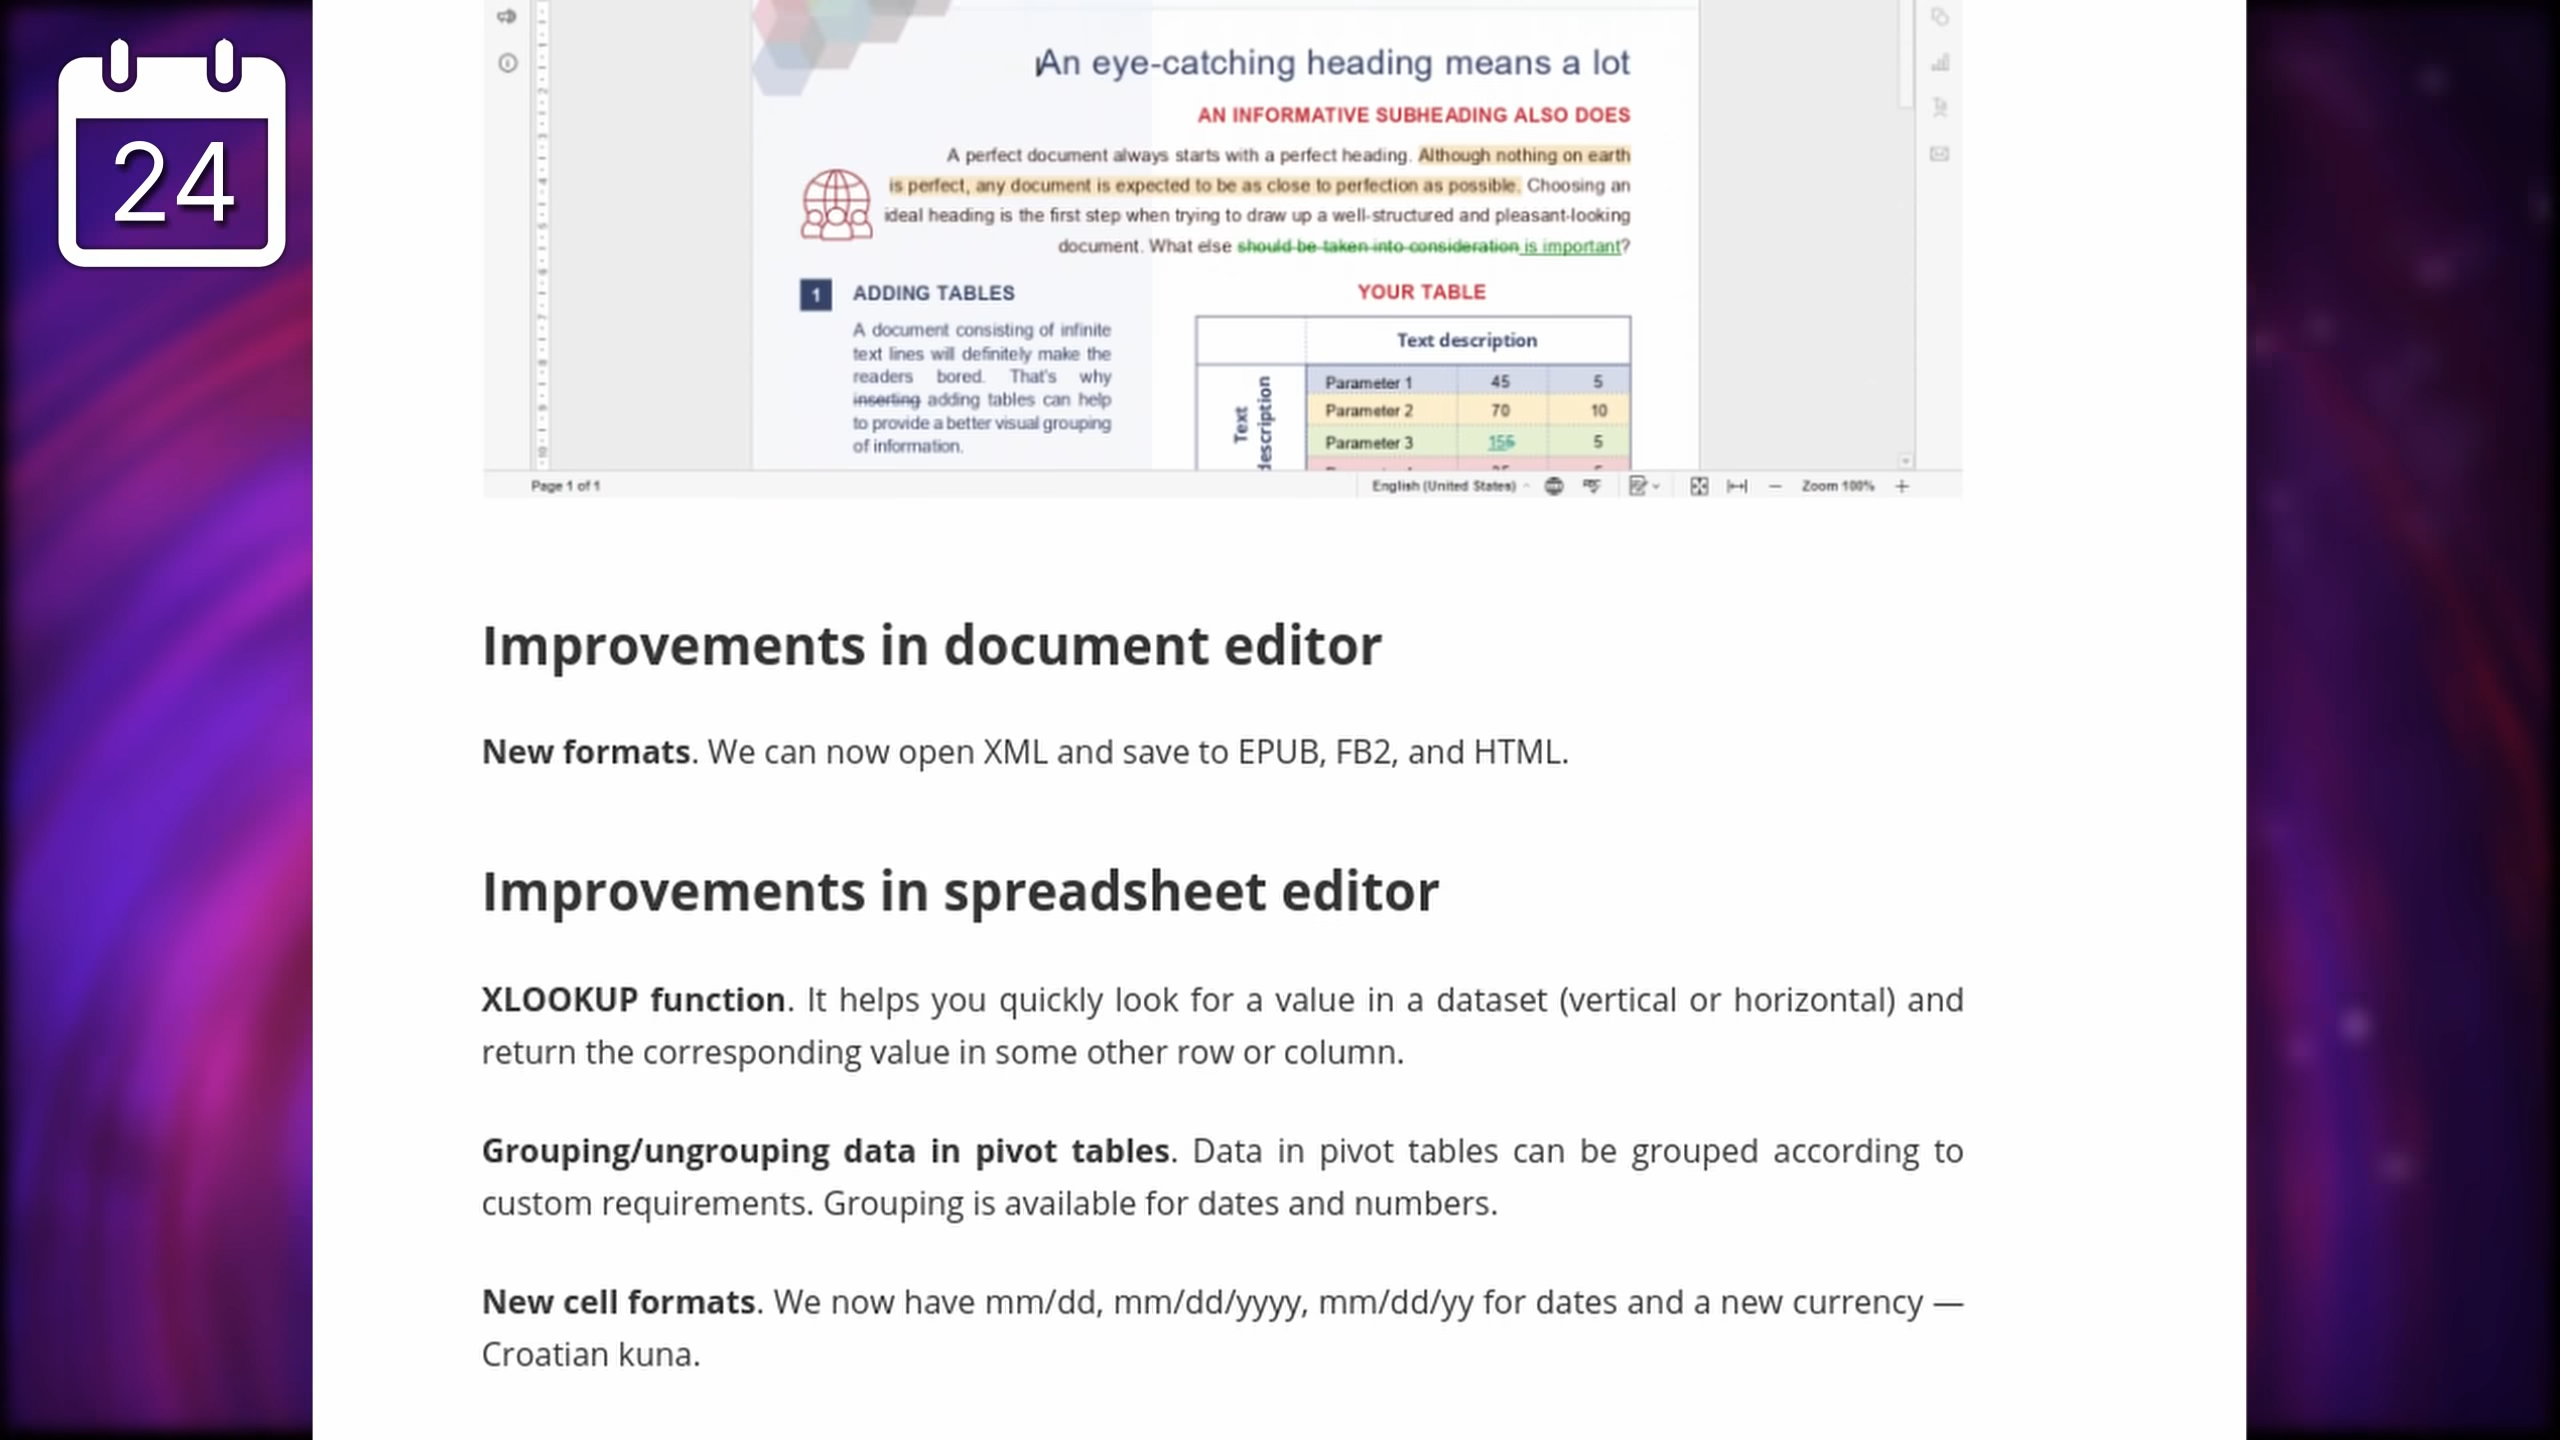 24
An eye-catching heading means a lot
AN INFORMATIVE SUBHEADING ALSO DOES
A perfect document always starts with a perfect heading. Although nothing on earth
is perfect, any document is expected to be as close to perfection as possible. Choosing an
ideal heading is the first step when trying to draw up a well-structured and pleasant-looking
document. What else should be taken into consideration is important?
1 ADDING TABLES
A document consisting of infinite
text lines will definitely make the
readers bored. That's why
inserting adding tables can help
to provide a better visual grouping
of information.
YOUR TABLE
Text description
Text
description
Parameter 1 45 5
Parameter 2 70 10
Parameter 3 5
Page 1 of 1 English (United States) Zoom 100%
Improvements in document editor
New formats. We can now open XML and save to EPUB, FB2, and HTML.
Improvements in spreadsheet editor
XLOOKUP function. It helps you quickly look for a value in a dataset (vertical or horizontal) and
return the corresponding value in some other row or column.
Grouping/ungrouping data in pivot tables. Data in pivot tables can be grouped according to
custom requirements. Grouping is available for dates and numbers.
New cell formats. We now have mm/dd, mm/dd/yyyy, mm/dd/yy for dates and a new currency —
Croatian kuna.